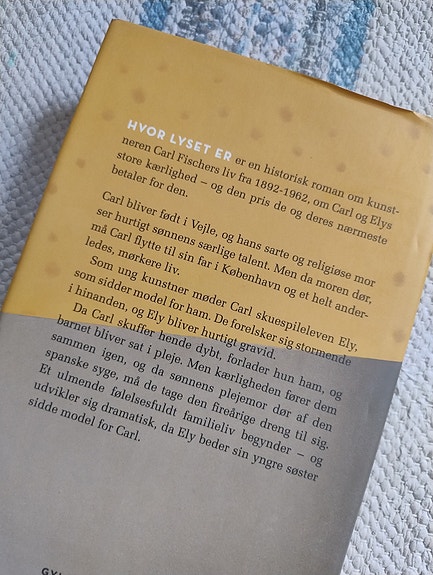 HVOR LYSET ER er en historisk roman om kunst-
neren Carl Fischers liv fra 1892-1962, om Carl og Elys
store kærlighed – og den pris de og deres nærmeste
betaler for den.
Carl bliver født i Vejle, og hans sarte og religiøse mor
ser hurtigt sønnens særlige talent. Men da moren dør,
må Carl flytte til sin far i København og et helt ander-
ledes, mørkere liv.
Som ung kunstner møder Carl skuespileleven Ely,
som sidder model for ham. De forelsker sig stormende
i hinanden, og Ely bliver hurtigt gravid.
Da Carl skuffer hende dybt, forlader hun ham, og
barnet bliver sat i pleje. Men kærligheden fører dem
sammen igen, og da sønnens plejemor dør af den
spanske syge, må de tage den fireårige dreng til sig.
Et ulmende følelsesfuldt familieliv begynder – og
udvikler sig dramatisk, da Ely beder sin yngre søster
sidde model for Carl.